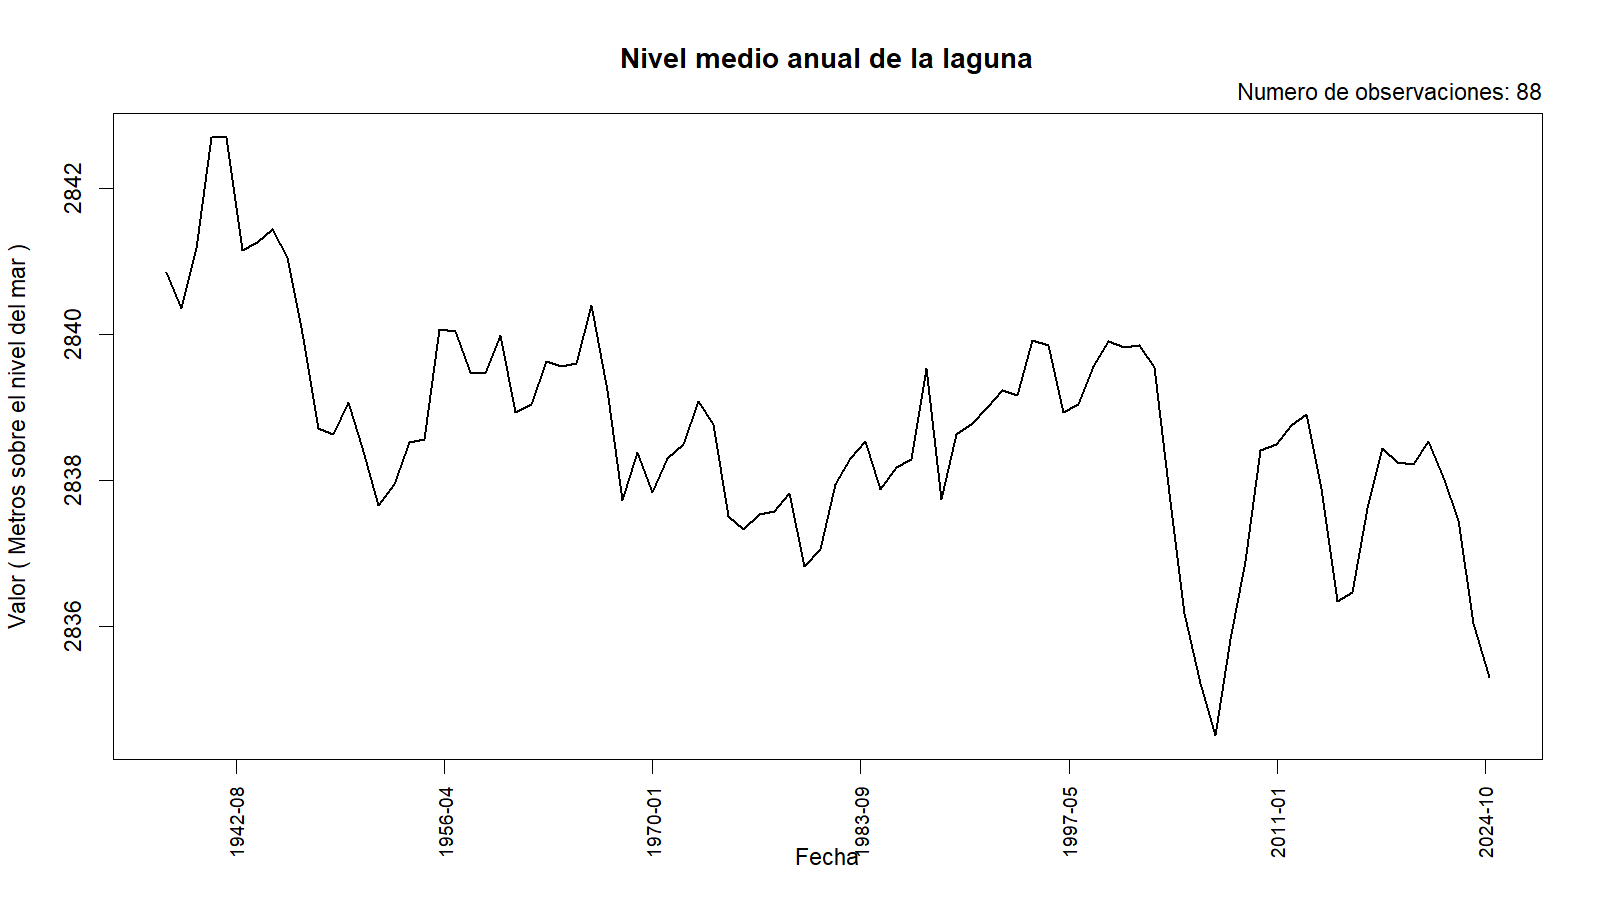 Nivel medio anual de la laguna
Numero de observaciones: 88
Valor ( Metros sobre el nivel del mar )
2842
2840
2838
2836
1942-08
1956-04
1970-01
1983-09
1997-05
2011-01
2024-10
Fecha